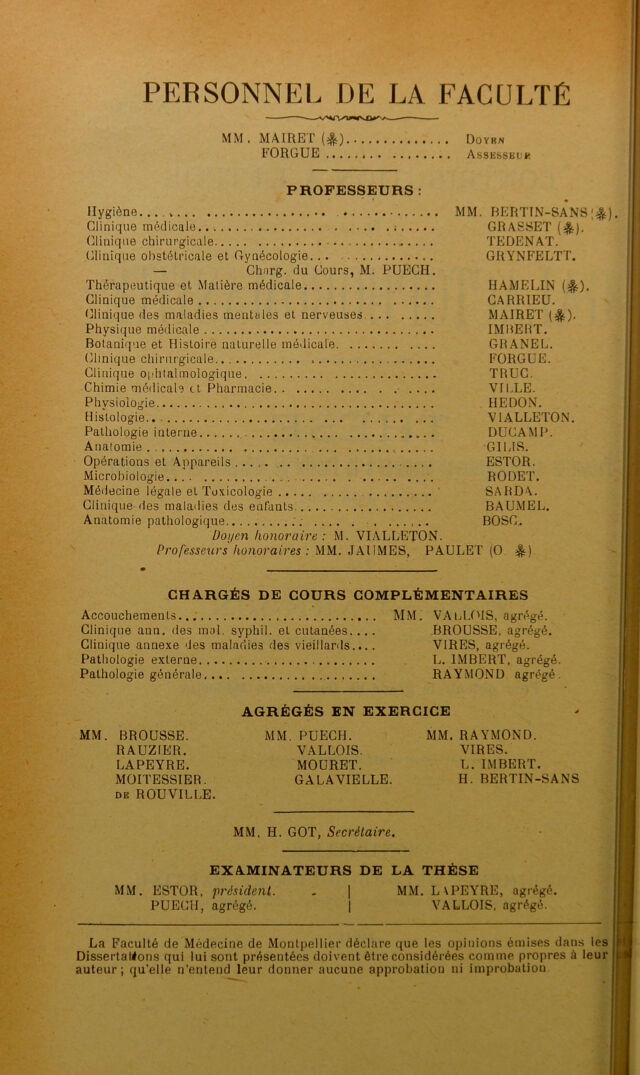 PERSONNEL DE LA FACULTÉ
MM. MAIRET (✠)............... DOYEN
FORGUE .................. ASSESSEUR
PROFESSEURS :
Hygiène............................ MM. BERTIN-SANS (✠).
Clinique médicale............................ GRASSET (✠).
Clinique chirurgicale............................ TEDENAT.
Clinique obstétricale et Gynécologie................ GRYNFELTT.
— Charg. du Cours, M. PUECH.
Thérapeutique et Matière médicale................ HAMELIN (✠).
Clinique médicale............................ CARRIEU.
Clinique des maladies mentales et nerveuses........ MAIRET (✠).
Physique médicale............................ IMBERT.
Botanique et Histoire naturelle médicale............ GRANEL.
Clinique chirurgicale............................ FORGUE.
Clinique ophtalmologique........................ TRUC.
Chimie médicale et Pharmacie.................... VILLE.
Physiologie............................ HEDON.
Histologie............................ VIALLETON.
Pathologie interne............................ DUCAMP.
Anatomie............................ GILIS.
Opérations et Appareils........................ ESTOR.
Microbiologie............................ RODET.
Médecine légale et Toxicologie.................... SARDA.
Clinique des maladies des enfants................ BAUMEL.
Anatomie pathologique........................ BOSC.
Doyen honoraire : M. VIALLETON.
Professeurs honoraires : MM. JAUMES, PAULET (O. ✠)
CHARGÉS DE COURS COMPLÉMENTAIRES
Accouchements............................ MM. VALLOIS, agrégé.
Clinique ann. des mal. syphil. et cutanées.... BROUSSE, agrégé.
Clinique annexe des maladies des vieillards.... VIRES, agrégé.
Pathologie externe........................ L. IMBERT, agrégé.
Pathologie générale........................ RAYMOND agrégé.
AGRÉGÉS EN EXERCICE
MM. BROUSSE. MM. PUECH. MM. RAYMOND.
RAUZIER. VALLOIS. VIRES.
LAPEYRE. MOURET. L. IMBERT.
MOITESSIER. GALAVIELLE. H. BERTIN-SANS
DE ROUVILLE.
MM. H. GOT, Secrétaire.
EXAMINATEURS DE LA THÈSE
MM. ESTOR, président. | MM. LAPEYRE, agrégé.
PUECH, agrégé. | VALLOIS, agrégé.
La Faculté de Médecine de Montpellier déclare que les opinions émises dans les
Dissertations qui lui sont présentées doivent être considérées comme propres à leur
auteur ; qu'elle n'entend leur donner aucune approbation ni improbation